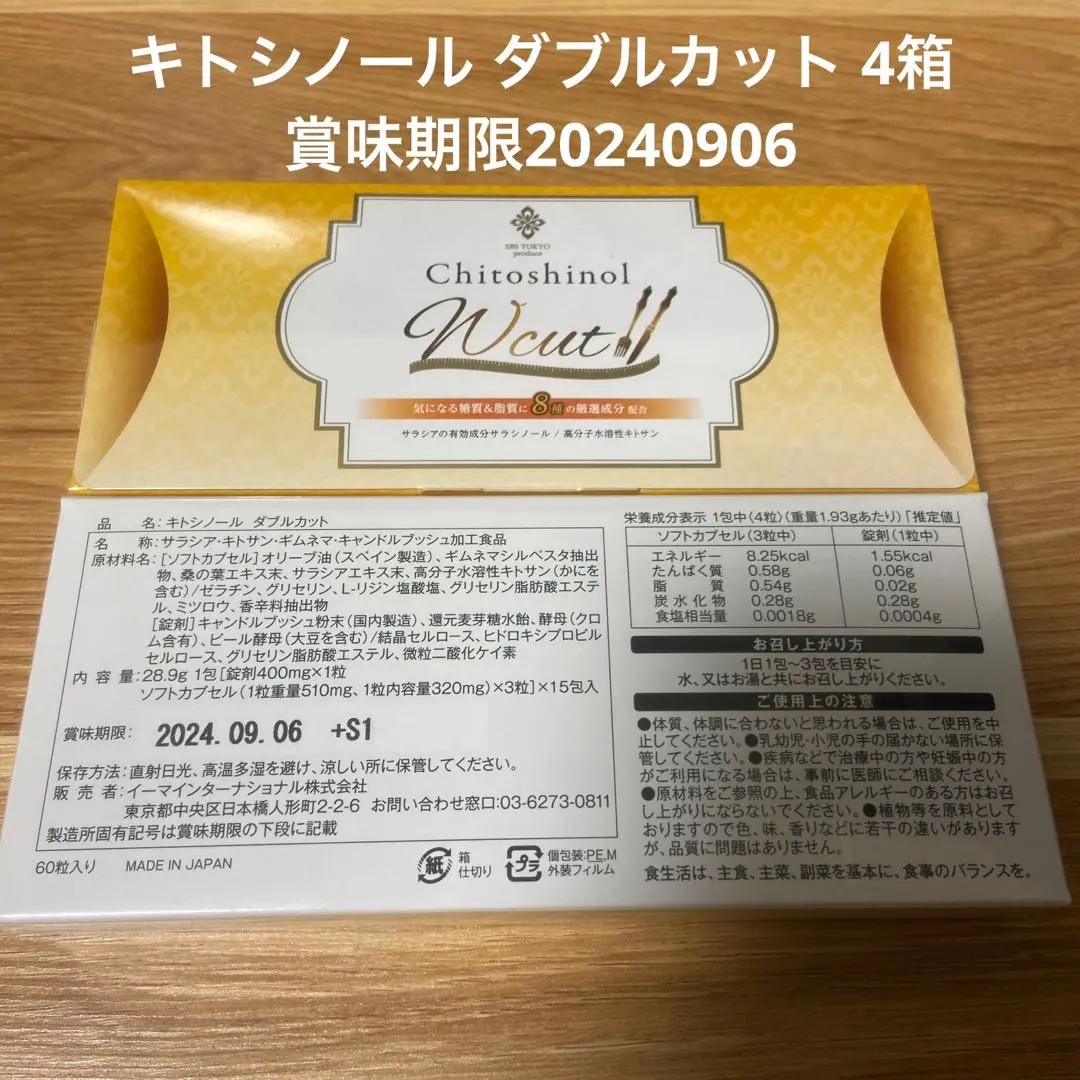 キトシノール ダブルカット 4箱
賞味期限20240906
SBS TOKYO
produce
Chitoshinol
Wcut
気になる糖質&脂質に8種の厳選成分 配合
サラシアの有効成分サラシノール / 高分子水溶性キトサン
品 名:キトシノール ダブルカット
名 称:サラシア・キトサン・ギムネマ・キャンドルブッシュ加工食品
原材料名:[ソフトカプセル]オリーブ油(スペイン製造)、ギムネマシルベスタ抽出
物、桑の葉エキス末、サラシアエキス末、高分子水溶性キトサン(かにを
含む)/ゼラチン、グリセリン、L-リジン塩酸塩、グリセリン脂肪酸エステ
ル、ミツロウ、香辛料抽出物
[錠剤]キャンドルブッシュ粉末(国内製造)、還元麦芽糖水飴、酵母(クロ
ム含有)、ビール酵母(大豆を含む)/結晶セルロース、ヒドロキシプロピル
セルロース、グリセリン脂肪酸エステル、微粒二酸化ケイ素
内 容 量:28.9g 1包[錠剤400mg×1粒
ソフトカプセル(1粒重量510mg、1粒内容量320mg)×3粒]×15包入
賞味期限: 2024.09.06 +S1
保存方法:直射日光、高温多湿を避け、涼しい所に保管してください。
販 売 者:イーマインターナショナル株式会社
東京都中央区日本橋人形町2-2-6 お問い合わせ窓口:03-6273-0811
製造所固有記号は賞味期限の下段に記載
60粒入り MADE IN JAPAN
紙 箱
仕切り
プラ 個包装:PE,M
外装フィルム
栄養成分表示 1包中〈4粒〉(重量1.93gあたり)「推定値」
ソフトカプセル(3粒中) 錠剤(1粒中)
エネルギー 8.25kcal 1.55kcal
たんぱく質 0.58g 0.06g
脂 質 0.54g 0.02g
炭水化物 0.28g 0.28g
食塩相当量 0.0018g 0.0004g
お召し上がり方
1日1包~3包を目安に
水、又はお湯と共にお召し上がりください。
ご使用上の注意
●体質、体調に合わないと思われる場合は、ご使用を中
止してください。●乳幼児・小児の手の届かない場所に保
管してください。●疾病などで治療中の方や妊娠中の方
がご利用になる場合は、事前に医師にご相談ください。
●原材料をご参照の上、食品アレルギーのある方はお召
し上がりにならないでください。●植物等を原料として
おりますので色、味、香りなどに若干の違いがあります
が、品質に問題はありません。
食生活は、主食、主菜、副菜を基本に、食事のバランスを。